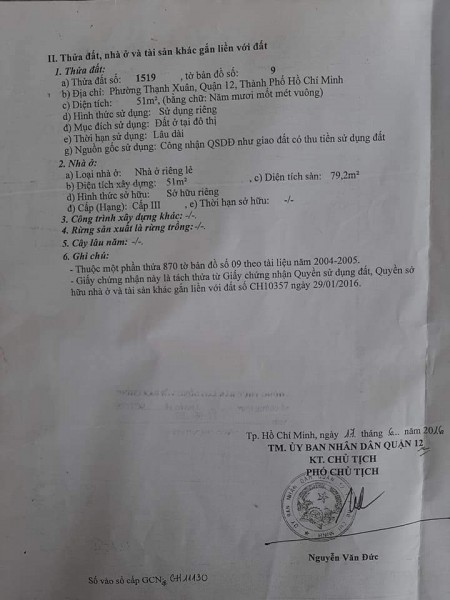 II. Thửa đất, nhà ở và tài sản khác gắn liền với đất
1. Thửa đất:
a) Thửa đất số: 1519 , tờ bản đồ số: 9
b) Địa chỉ: Phường Thạnh Xuân, Quận 12, Thành Phố Hồ Chí Minh
c) Diện tích: 51m², (bằng chữ: Năm mươi mốt mét vuông)
d) Hình thức sử dụng: Sử dụng riêng
đ) Mục đích sử dụng: Đất ở tại đô thị
e) Thời hạn sử dụng: Lâu dài
g) Nguồn gốc sử dụng: Công nhận QSDĐ như giao đất có thu tiền sử dụng đất
2. Nhà ở:
a) Loại nhà ở: Nhà ở riêng lẻ
b) Diện tích xây dựng: 51m² , c) Diện tích sàn: 79,2m²
d) Hình thức sở hữu: Sở hữu riêng
đ) Cấp (Hạng): Cấp III , e) Thời hạn sở hữu: -/-
3. Công trình xây dựng khác: -/-.
4. Rừng sản xuất là rừng trồng: -/-.
5. Cây lâu năm: -/-.
6. Ghi chú:
- Thuộc một phần thửa 870 tờ bản đồ số 09 theo tài liệu năm 2004-2005.
- Giấy chứng nhận này là tách thửa từ Giấy chứng nhận Quyền sử dụng đất, Quyền sở
hữu nhà ở và tài sản khác gắn liền với đất số CH10357 ngày 29/01/2016.
Tp. Hồ Chí Minh, ngày 17 tháng 6 năm 2016
TM. ỦY BAN NHÂN DÂN QUẬN 12
KT. CHỦ TỊCH
PHÓ CHỦ TỊCH
Nguyễn Văn Đức
Số vào sổ cấp GCN: CH11130